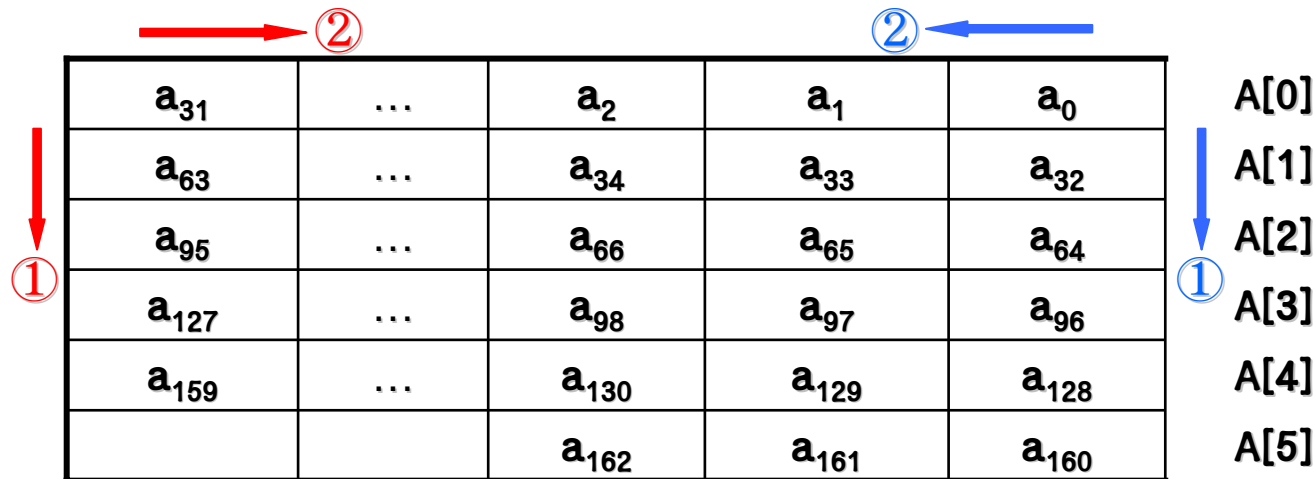 ② ②
a₃₁ ... a₂ a₁ a₀ A[0]
a₆₃ ... a₃₄ a₃₃ a₃₂ A[1]
a₉₅ ... a₆₆ a₆₅ a₆₄ A[2]
① ①
a₁₂₇ ... a₉₈ a₉₇ a₉₆ A[3]
a₁₅₉ ... a₁₃₀ a₁₂₉ a₁₂₈ A[4]
a₁₆₂ a₁₆₁ a₁₆₀ A[5]